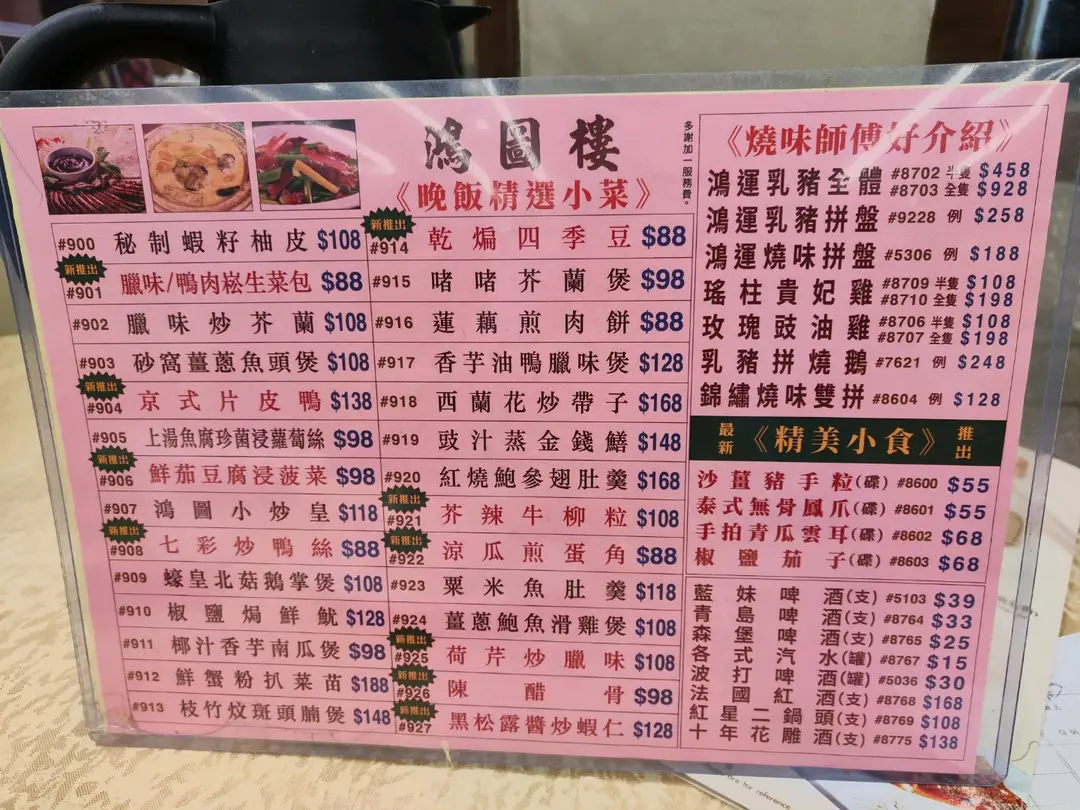 鴻圖樓
多謝加一服務費。
《晚飯精選小菜》
#900 秘制蝦籽柚皮 $108
新推出 #901 臘味/鴨肉崧生菜包 $88
#902 臘味炒芥蘭 $108
#903 砂窩薑蔥魚頭煲 $108
新推出 #904 京式片皮鴨 $138
#905 上湯魚腐珍菌浸蘿蔔絲 $98
新推出 #906 鮮茄豆腐浸菠菜 $98
#907 鴻圖小炒皇 $118
新推出 #908 七彩炒鴨絲 $88
#909 蠔皇北菇鵝掌煲 $108
#910 椒鹽焗鮮魷 $128
#911 椰汁香芋南瓜煲 $98
#912 鮮蟹粉扒菜苗 $188
#913 枝竹炆斑頭腩煲 $148
新推出 #914 乾煸四季豆 $88
#915 啫啫芥蘭煲 $98
#916 蓮藕煎肉餅 $88
#917 香芋油鴨臘味煲 $128
#918 西蘭花炒帶子 $168
#919 豉汁蒸金錢鱔 $148
#920 紅燒鮑參翅肚羹 $168
新推出 #921 芥辣牛柳粒 $108
新推出 #922 涼瓜煎蛋角 $88
#923 粟米魚肚羹 $118
#924 薑蔥鮑魚滑雞煲 $108
新推出 #925 荷芹炒臘味 $108
新推出 #926 陳醋骨 $98
新推出 #927 黑松露醬炒蝦仁 $128
《燒味師傅好介紹》
鴻運乳豬全體 #8702 半隻 $458
#8703 全隻 $928
鴻運乳豬拼盤 #9228 例 $258
鴻運燒味拼盤 #5306 例 $188
瑤柱貴妃雞 #8709 半隻 $108
#8710 全隻 $198
玫瑰豉油雞 #8706 半隻 $108
#8707 全隻 $198
乳豬拼燒鵝 #7621 例 $248
錦繡燒味雙拼 #8604 例 $128
最新《精美小食》推出
沙薑豬手粒(碟) #8600 $55
泰式無骨鳳爪(碟) #8601 $55
手拍青瓜雲耳(碟) #8602 $68
椒鹽茄子(碟) #8603 $68
藍妹啤酒(支) #5103 $39
青島啤酒(支) #8764 $33
森堡啤酒(支) #8765 $25
各式汽水(罐) #8767 $15
波打啤酒(罐) #5036 $30
法國紅酒(支) #8768 $168
紅星二鍋頭(支) #8769 $108
十年花雕酒(支) #8775 $138
for reference